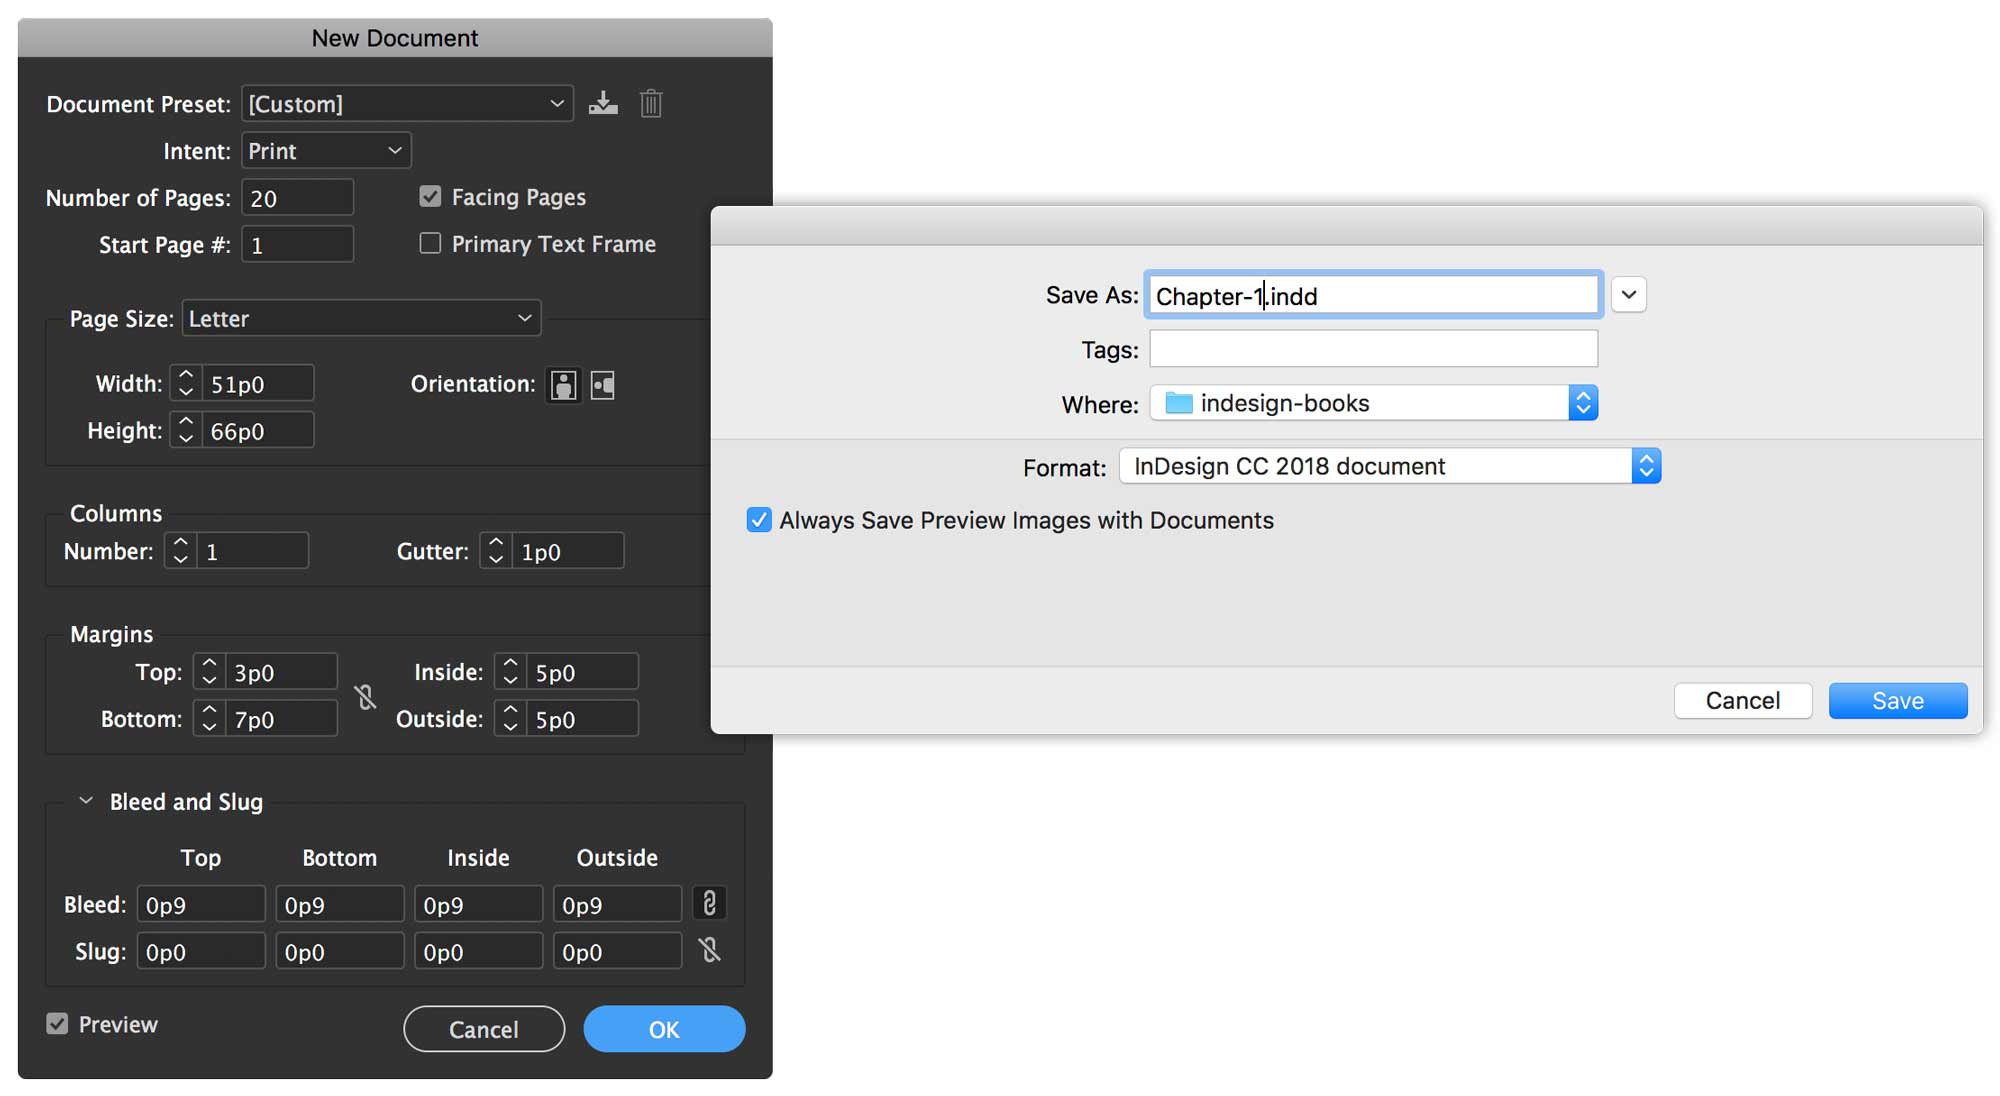 New Document
Document Preset: [Custom]
Intent: Print
Number of Pages: 20 Facing Pages
Start Page #: 1 Primary Text Frame
Page Size: Letter
Width: 51p0 Orientation:
Height: 66p0
Columns
Number: 1 Gutter: 1p0
Margins
Top: 3p0 Inside: 5p0
Bottom: 7p0 Outside: 5p0
Bleed and Slug
Top Bottom Inside Outside
Bleed: 0p9 0p9 0p9 0p9
Slug: 0p0 0p0 0p0 0p0
Preview Cancel OK
Save As: Chapter-1.indd
Tags:
Where: indesign-books
Format: InDesign CC 2018 document
Always Save Preview Images with Documents
Cancel Save